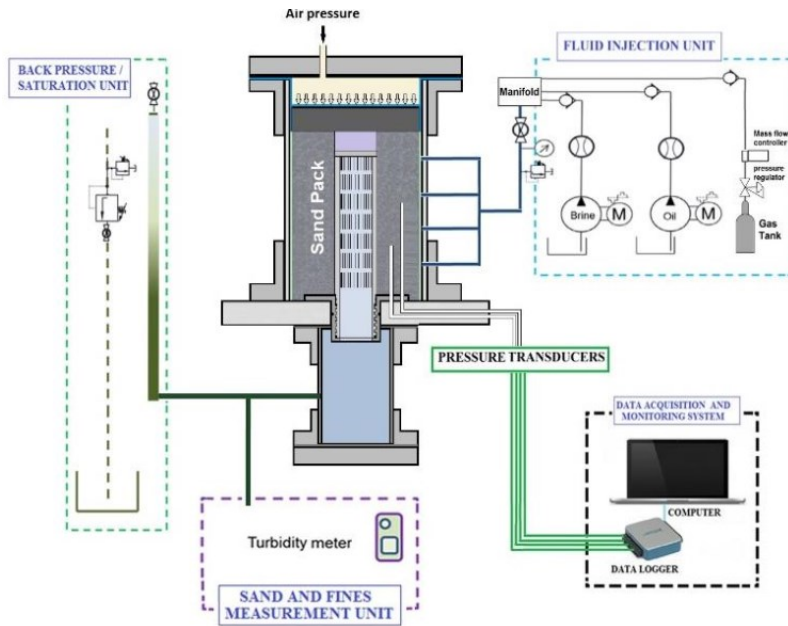 Air pressure
BACK PRESSURE /
SATURATION UNIT
FLUID INJECTION UNIT
Manifold
Mass flow
controller
pressure
regulator
Sand Pack
Brine
M
Oil
M
Gas
Tank
PRESSURE TRANSDUCERS
DATA ACQUISITION AND
MONITORING SYSTEM
COMPUTER
DATA LOGGER
Turbidity meter
SAND AND FINES
MEASUREMENT UNIT